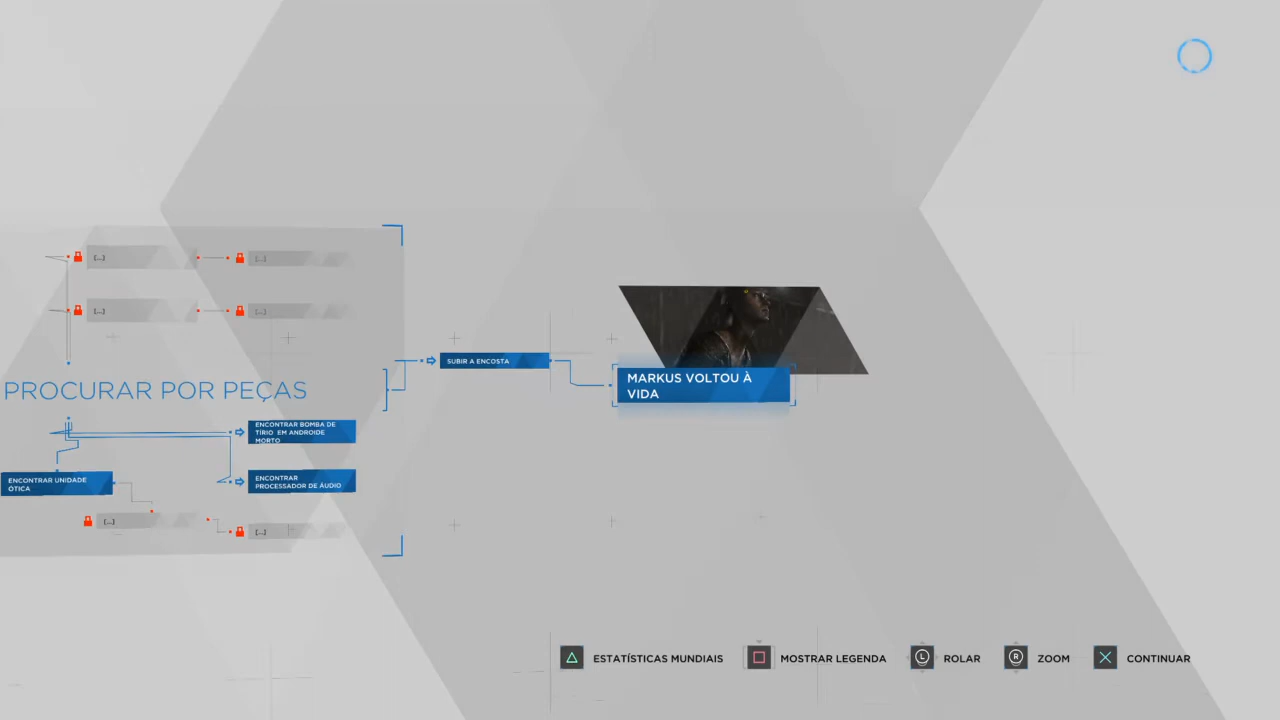 [...] [...]
[...] [...]
SUBIR A ENCOSTA
MARKUS VOLTOU À
VIDA
PROCURAR POR PEÇAS
ENCONTRAR BOMBA DE
TÍRIO EM ANDROIDE
MORTO
ENCONTRAR UNIDADE
ÓTICA
ENCONTRAR
PROCESSADOR DE ÁUDIO
[...] [...]
ESTATÍSTICAS MUNDIAIS
MOSTRAR LEGENDA
L ROLAR
R ZOOM
CONTINUAR